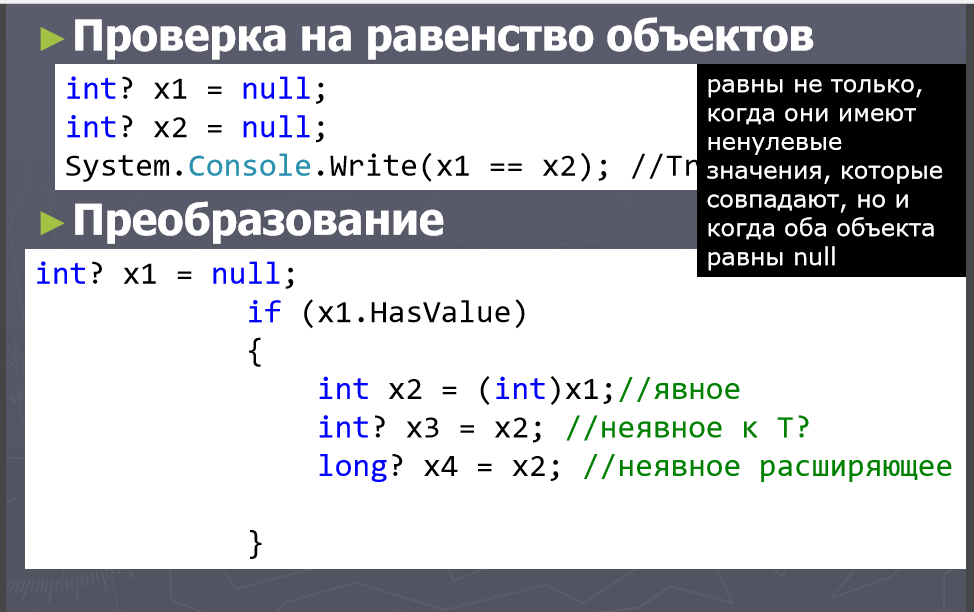 Проверка на равенство объектов
int? x1 = null;
int? x2 = null;
System.Console.Write(x1 == x2); //Tr
равны не только,
когда они имеют
ненулевые
значения, которые
совпадают, но и
когда оба объекта
равны null
Преобразование
int? x1 = null;
if (x1.HasValue)
{
int x2 = (int)x1;//явное
int? x3 = x2; //неявное к T?
long? x4 = x2; //неявное расширяющее
}